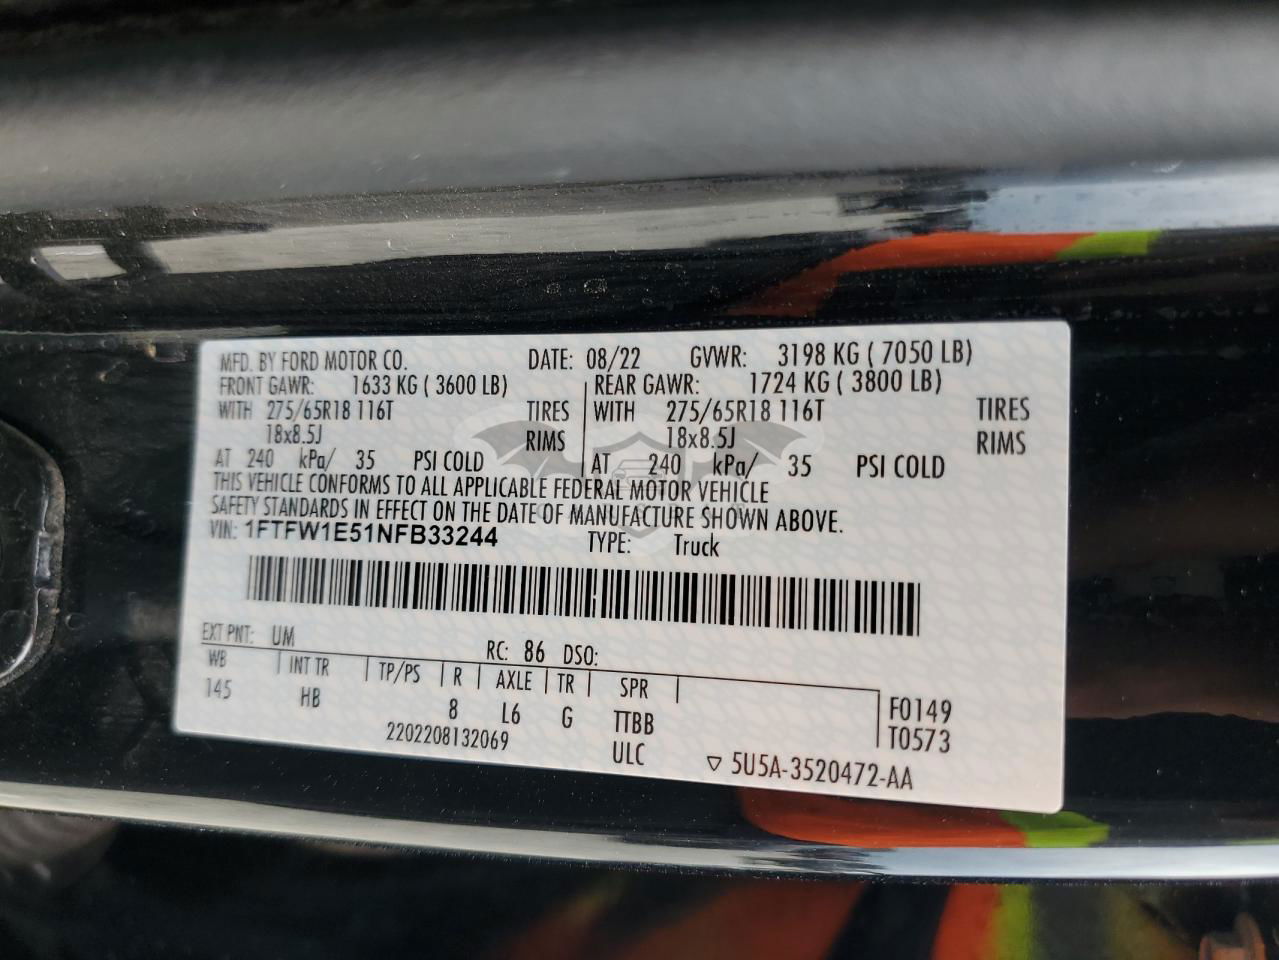 MFD. BY FORD MOTOR CO. DATE: 08/22 GVWR: 3198 KG ( 7050 LB)
FRONT GAWR: 1633 KG ( 3600 LB) REAR GAWR: 1724 KG ( 3800 LB)
WITH 275/65R18 116T TIRES WITH 275/65R18 116T TIRES
18x8.5J RIMS 18x8.5J RIMS
AT 240 kPa/ 35 PSI COLD AT 240 kPa/ 35 PSI COLD
THIS VEHICLE CONFORMS TO ALL APPLICABLE FEDERAL MOTOR VEHICLE
SAFETY STANDARDS IN EFFECT ON THE DATE OF MANUFACTURE SHOWN ABOVE.
VIN: 1FTFW1E51NFB33244 TYPE: Truck
EXT PNT: UM RC: 86 DSO:
WB INT TR TP/PS R AXLE TR SPR
145 HB 8 L6 G TTBB F0149
2202208132069 ULC T0573
▽ 5U5A-3520472-AA